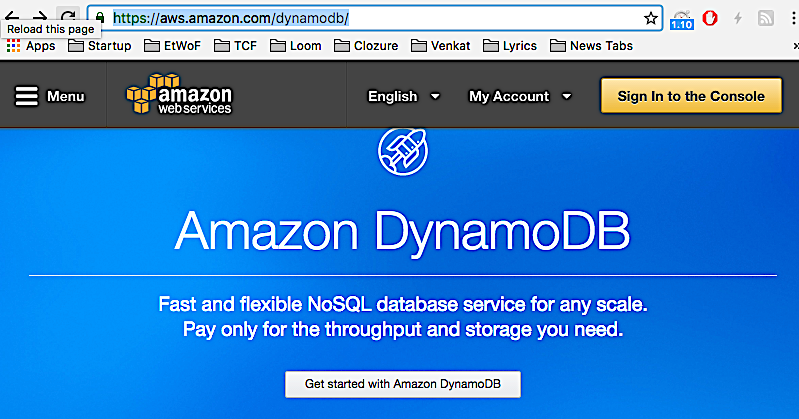 https://aws.amazon.com/dynamodb/
1.10
Reload this page
Apps Startup EtWoF TCF Loom Clozure Venkat Lyrics News Tabs »
Menu amazon web services English My Account Sign In to the Console
Amazon DynamoDB
Fast and flexible NoSQL database service for any scale.
Pay only for the throughput and storage you need.
Get started with Amazon DynamoDB